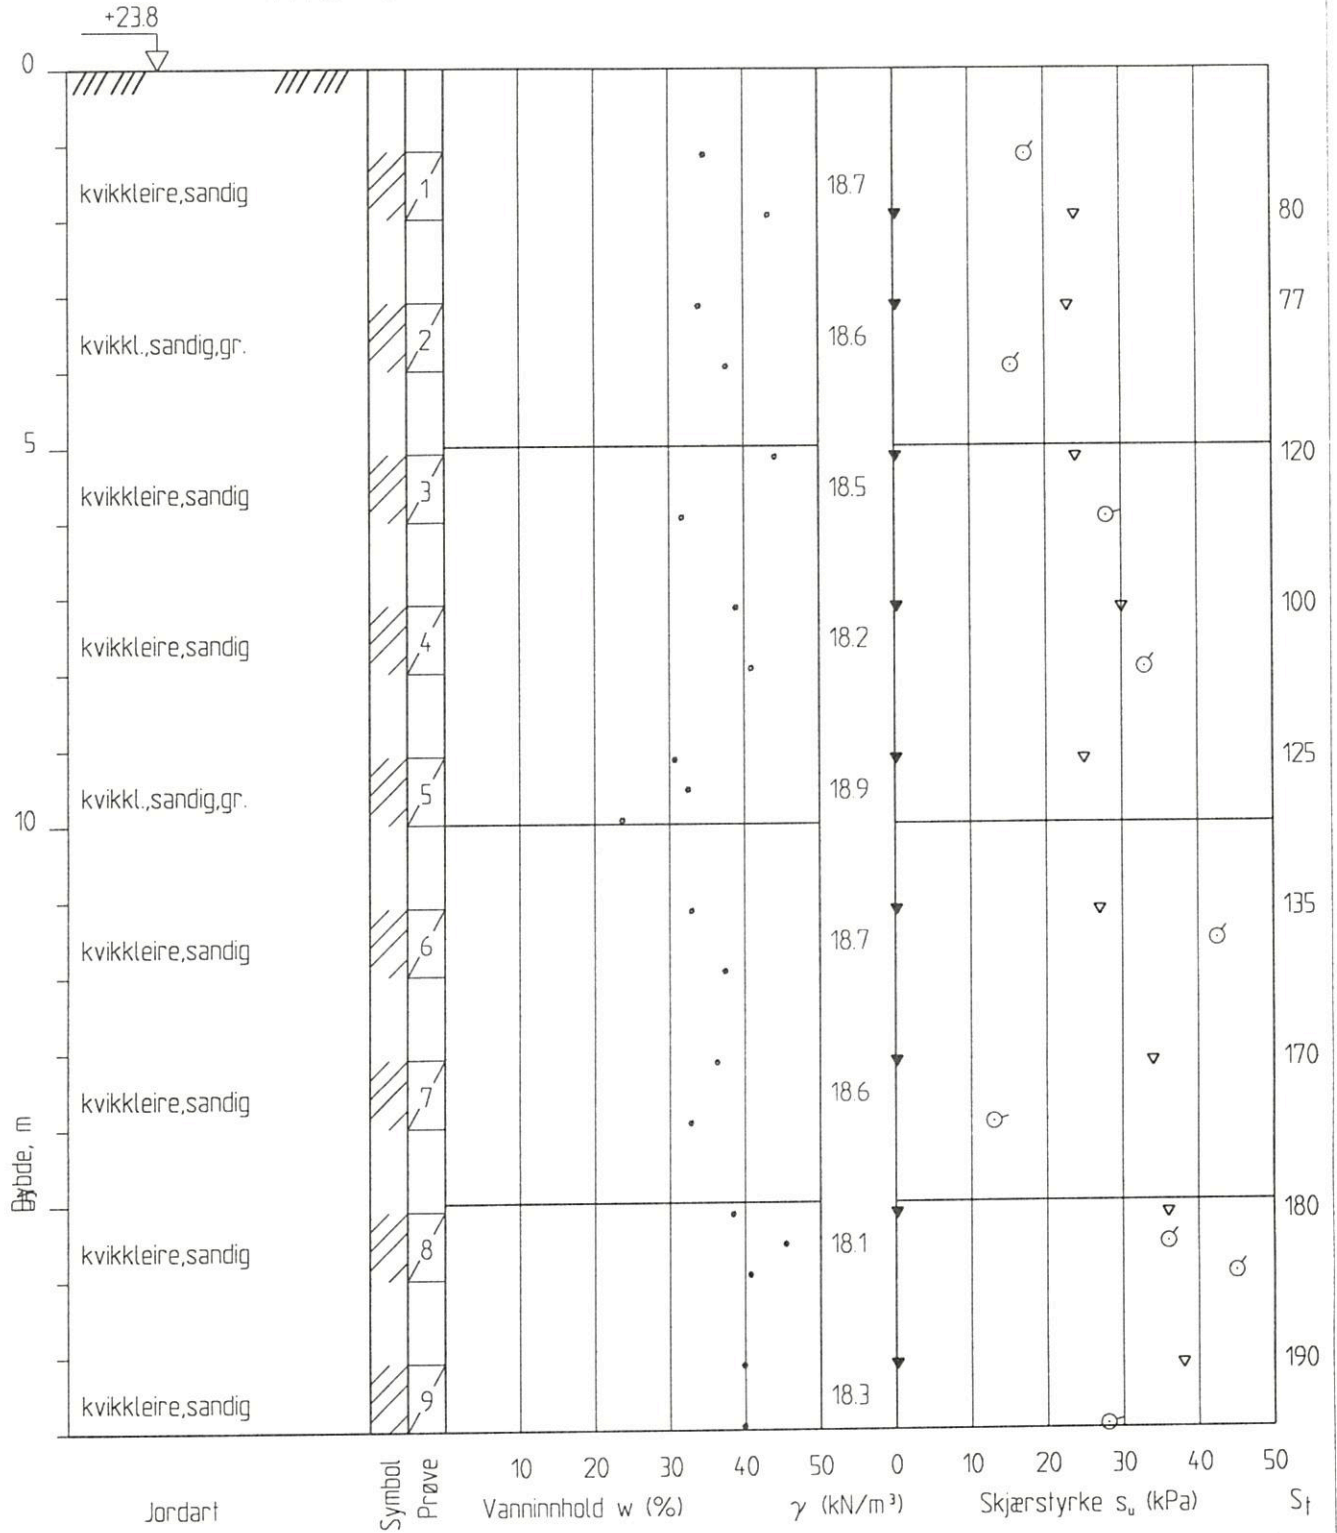 +23.8
0
kvikkleire,sandig 1 18.7 80
77
kvikkl.,sandig,gr. 2 18.6
5 120
kvikkleire,sandig 3 18.5
100
kvikkleire,sandig 4 18.2
125
kvikkl.,sandig,gr. 5 18.9
10
135
kvikkleire,sandig 6 18.7
170
kvikkleire,sandig 7 18.6
Dybde, m
180
kvikkleire,sandig 8 18.1
190
kvikkleire,sandig 9 18.3
10 20 30 40 50 0 10 20 30 40 50
Jordart Symbol Prøve Vanninnhold w (%) γ (kN/m³) Skjærstyrke sᵤ (kPa) Sₜ